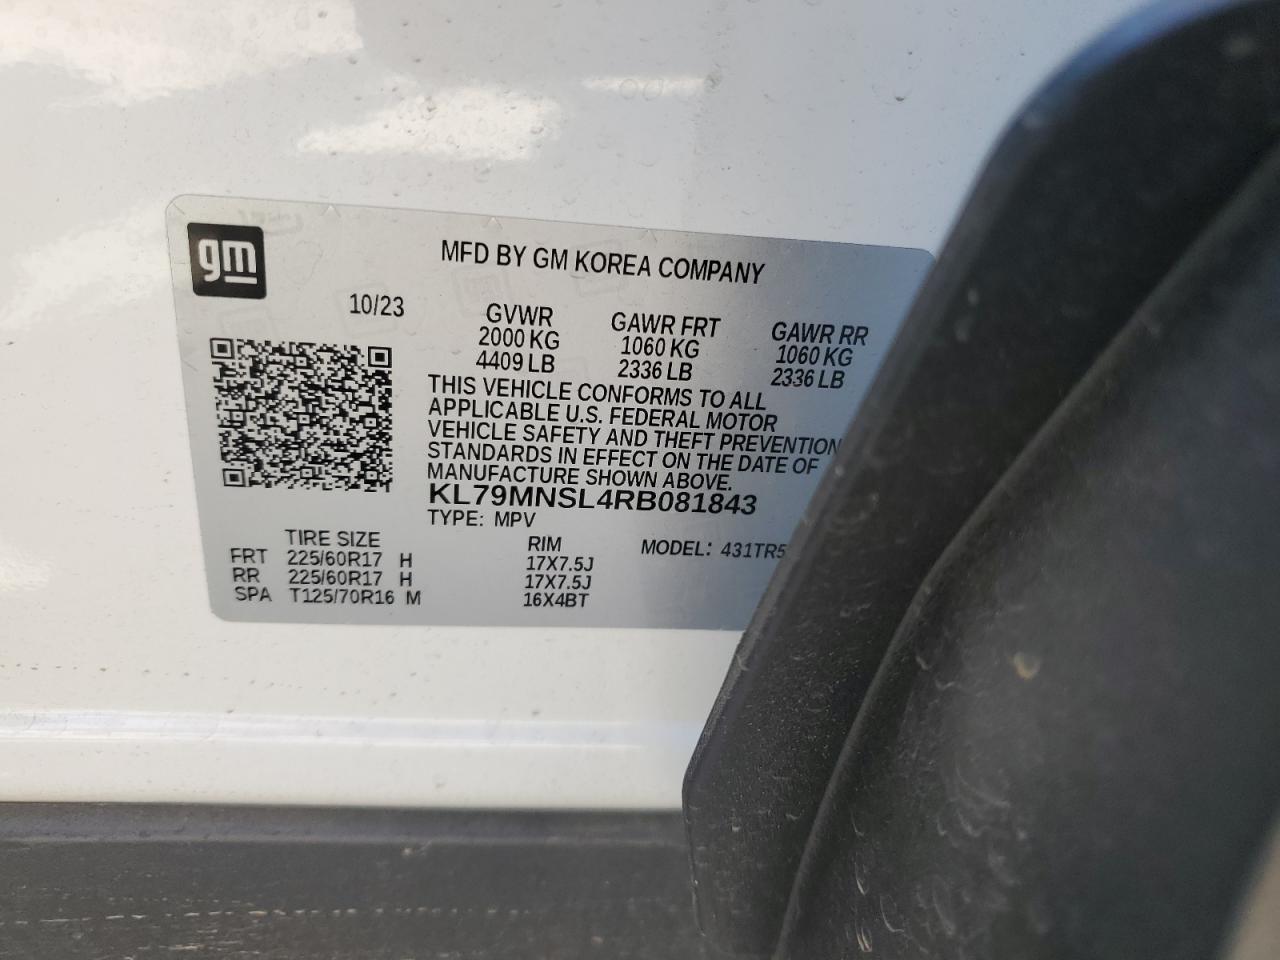 gm
MFD BY GM KOREA COMPANY
10/23
GVWR GAWR FRT GAWR RR
2000 KG 1060 KG 1060 KG
4409 LB 2336 LB 2336 LB
THIS VEHICLE CONFORMS TO ALL
APPLICABLE U.S. FEDERAL MOTOR
VEHICLE SAFETY AND THEFT PREVENTION
STANDARDS IN EFFECT ON THE DATE OF
MANUFACTURE SHOWN ABOVE.
KL79MNSL4RB081843
TYPE: MPV
TIRE SIZE RIM MODEL: 431TR5
FRT 225/60R17 H 17X7.5J
RR 225/60R17 H 17X7.5J
SPA T125/70R16 M 16X4BT